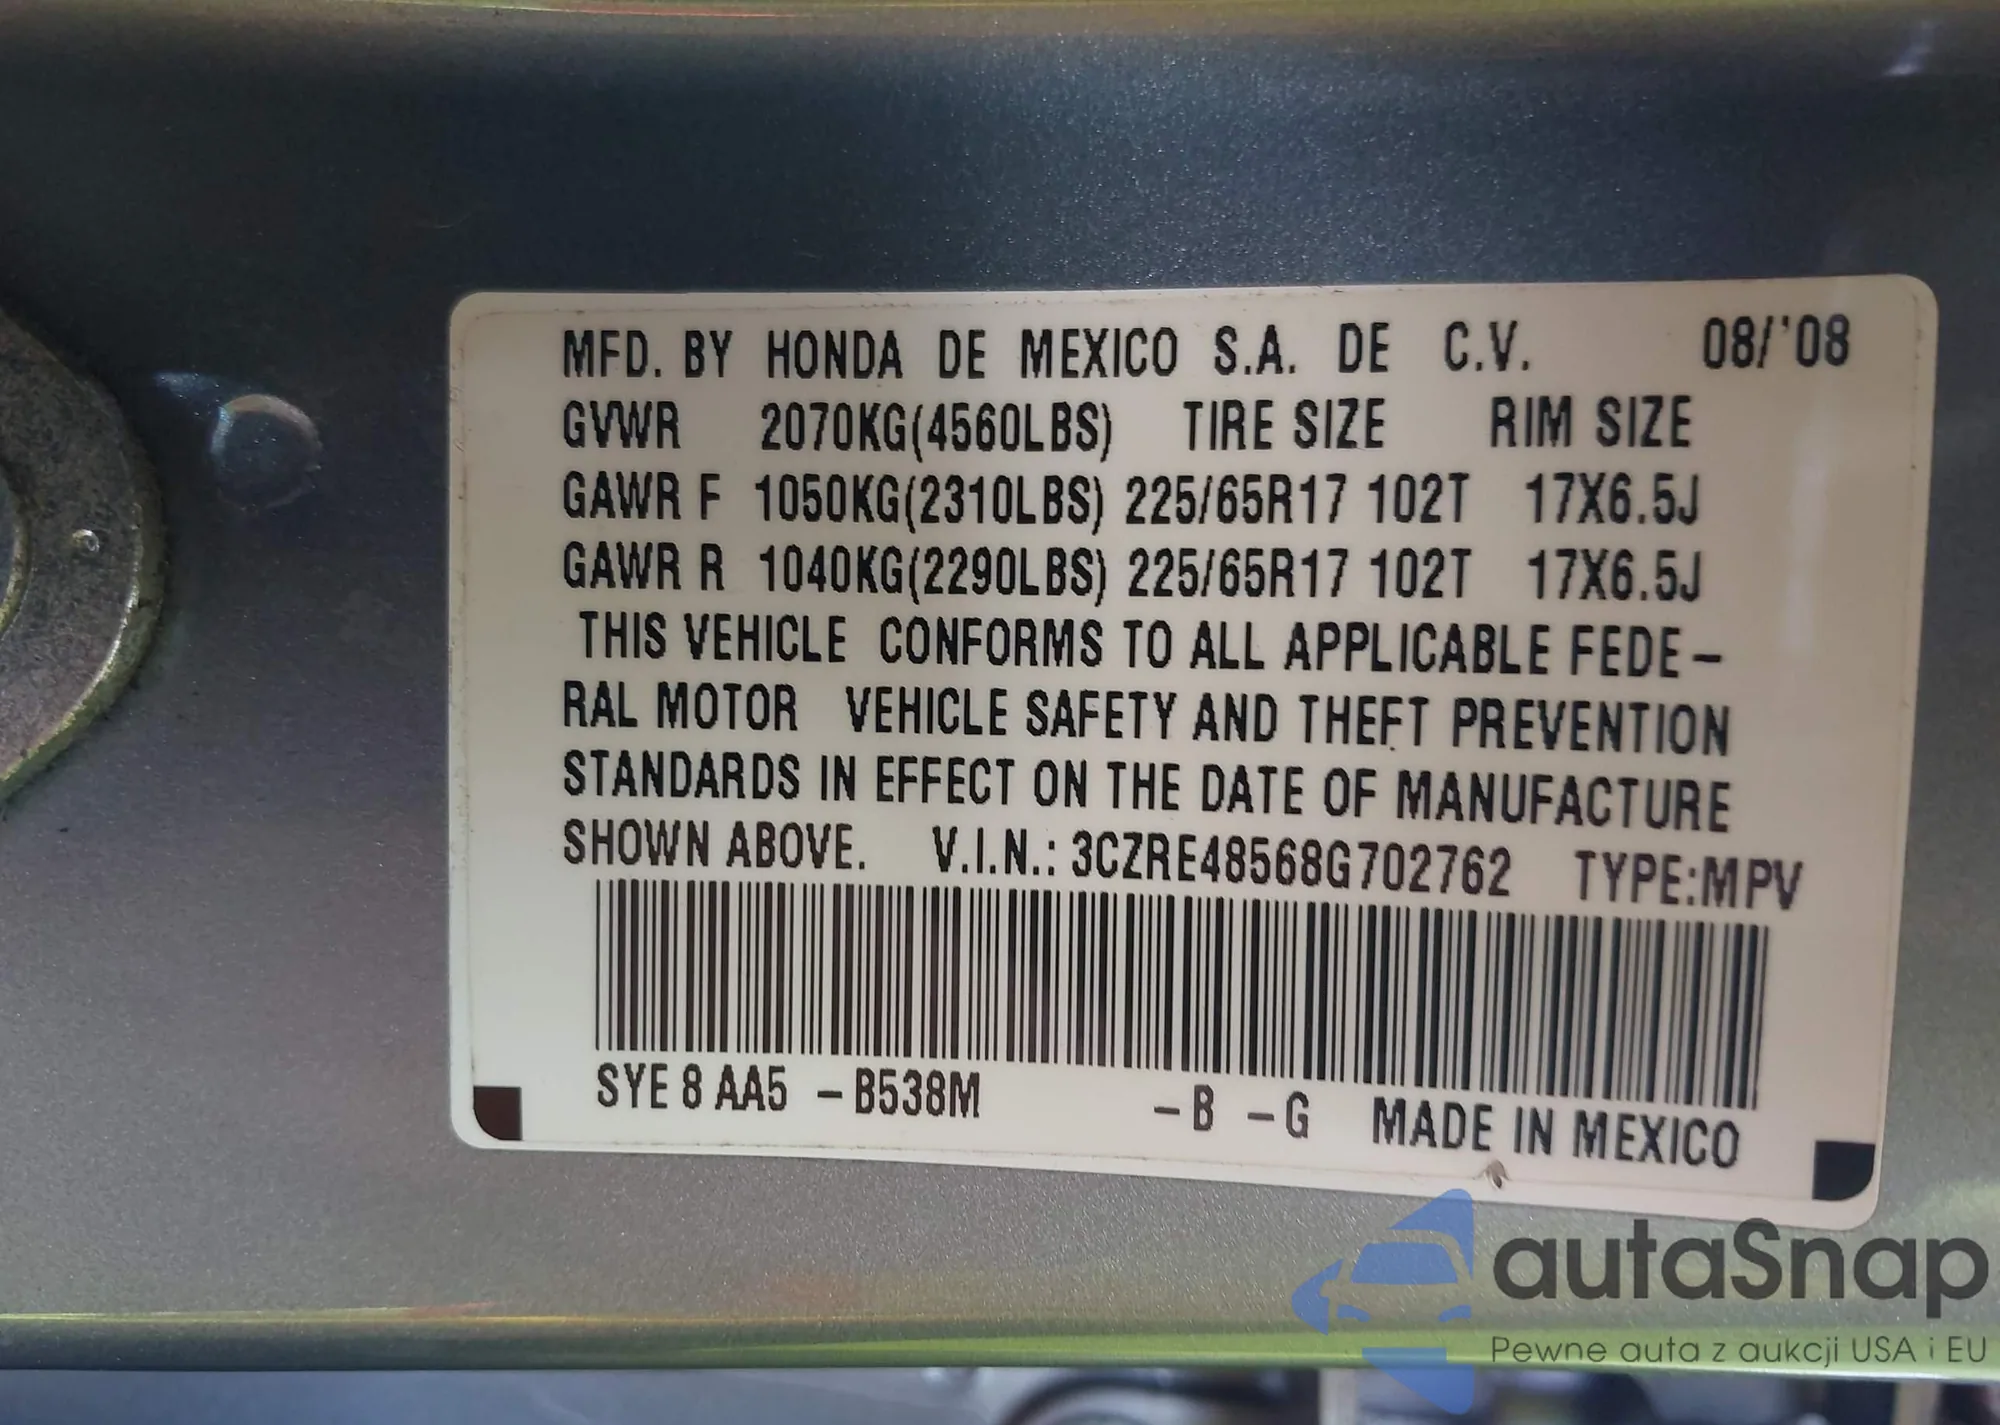 MFD. BY HONDA DE MEXICO S.A. DE C.V. 08/'08
GVWR 2070KG(4560LBS) TIRE SIZE RIM SIZE
GAWR F 1050KG(2310LBS) 225/65R17 102T 17X6.5J
GAWR R 1040KG(2290LBS) 225/65R17 102T 17X6.5J
THIS VEHICLE CONFORMS TO ALL APPLICABLE FEDE-
RAL MOTOR VEHICLE SAFETY AND THEFT PREVENTION
STANDARDS IN EFFECT ON THE DATE OF MANUFACTURE
SHOWN ABOVE. V.I.N.: 3CZRE48568G702762 TYPE:MPV
SYE 8 AA5 -B538M -B -G MADE IN MEXICO
autaSnap
Pewne auta z aukcji USA i EU